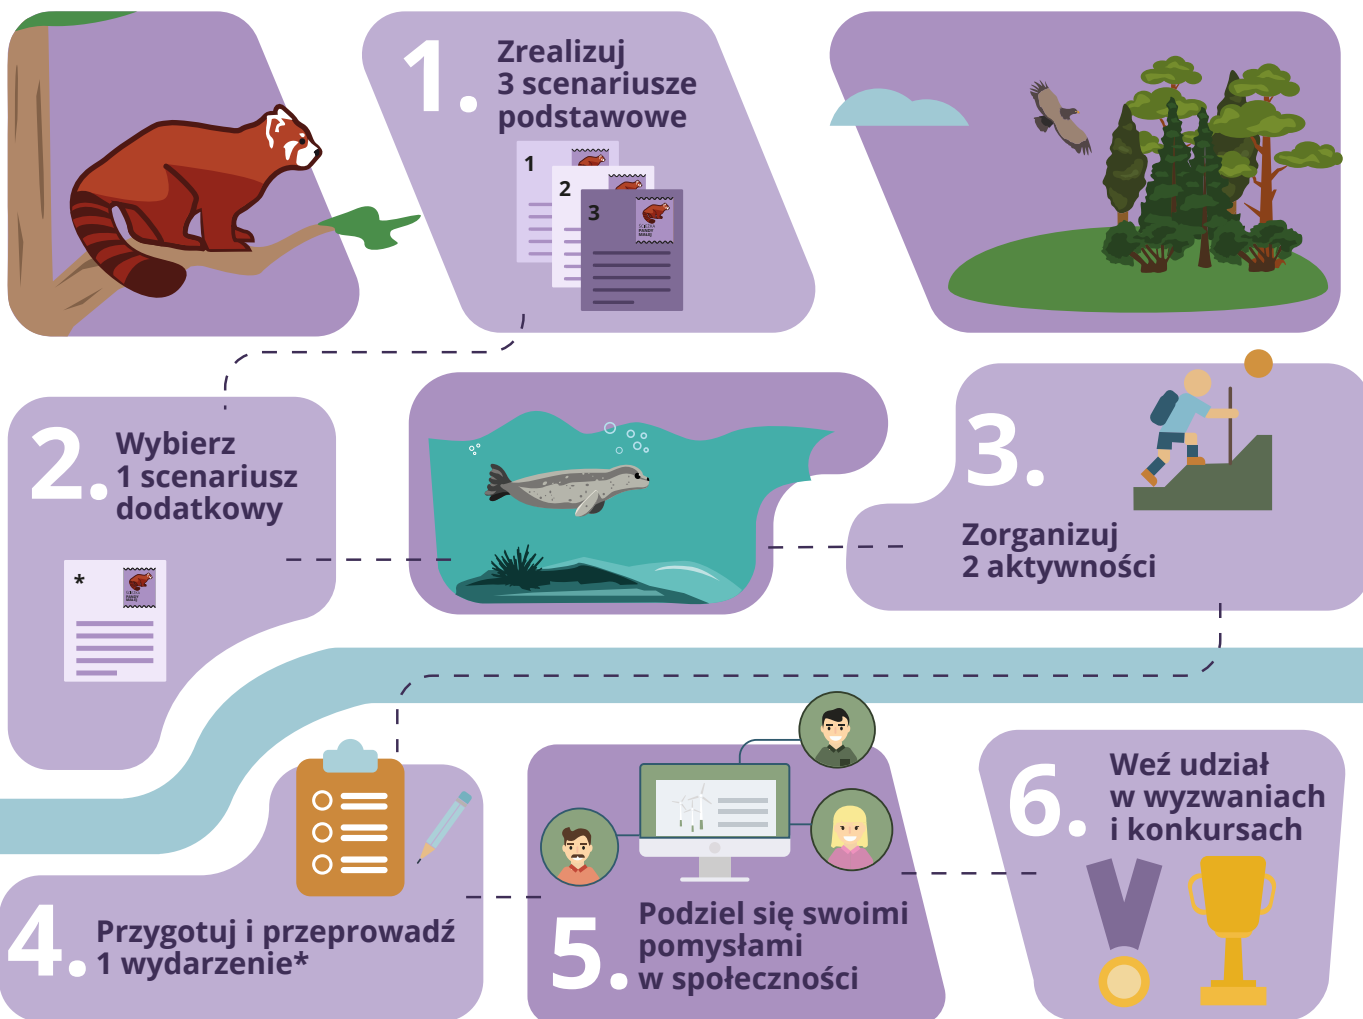 1.
Zrealizuj
3 scenariusze
podstawowe
1
2
3
2.
Wybierz
1 scenariusz
dodatkowy
*
3.
Zorganizuj
2 aktywności
4.
Przygotuj i przeprowadź
1 wydarzenie*
5.
Podziel się swoimi
pomysłami
w społeczności
6.
Weź udział
w wyzwaniach
i konkursach